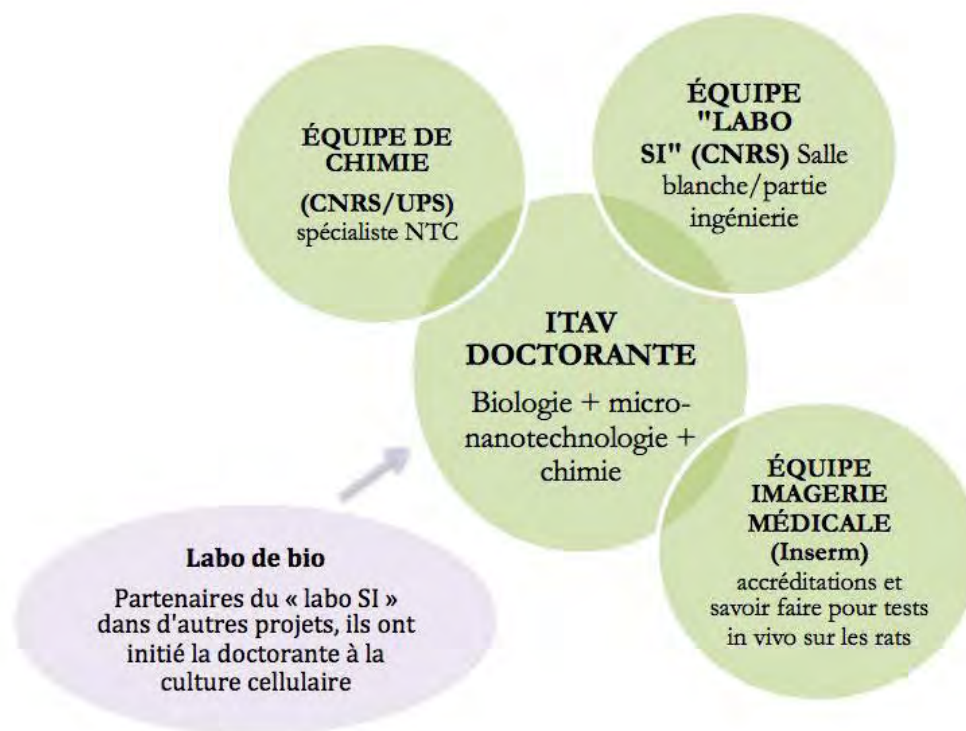 ÉQUIPE DE
CHIMIE
(CNRS/UPS)
spécialiste NTC
ÉQUIPE
"LABO
SI" (CNRS) Salle
blanche/partie
ingénierie
ITAV
DOCTORANTE
Biologie + micro-
nanotechnologie +
chimie
ÉQUIPE
IMAGERIE
MÉDICALE
(Inserm)
accréditations et
savoir faire pour tests
in vivo sur les rats
Labo de bio
Partenaires du « labo SI »
dans d'autres projets, ils ont
initié la doctorante à la
culture cellulaire